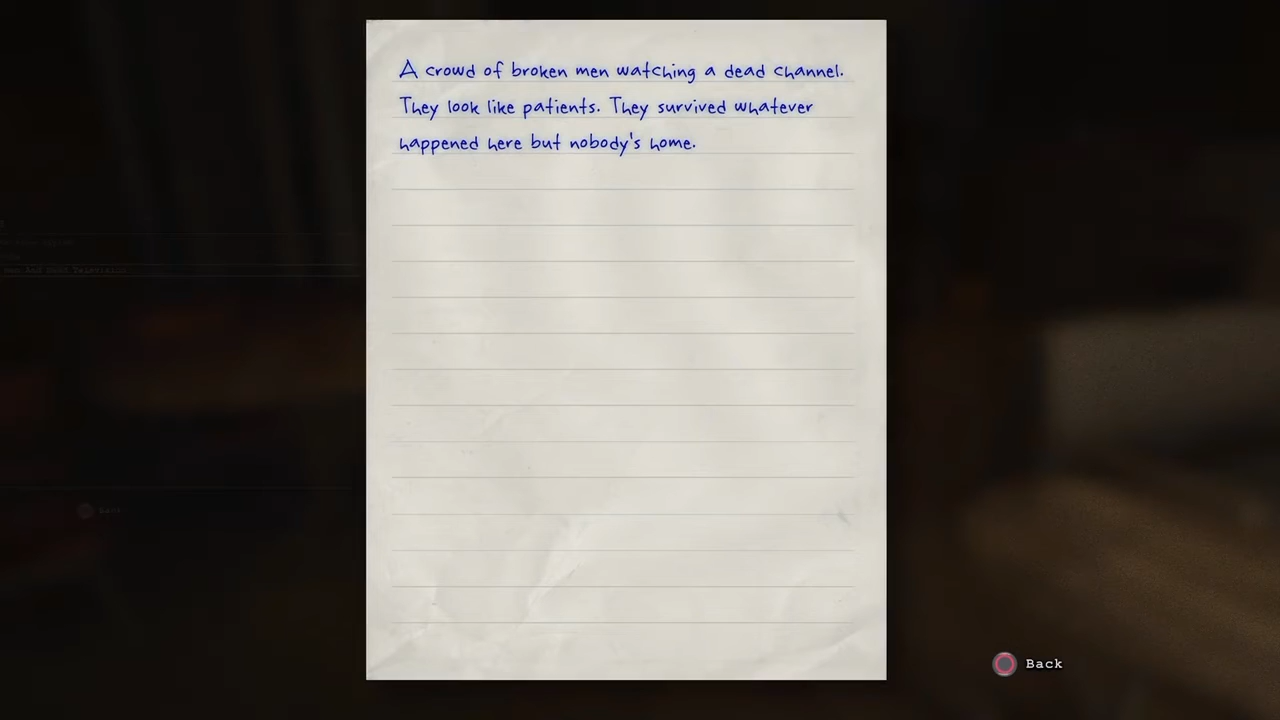 A crowd of broken men watching a dead channel.
They look like patients. They survived whatever
happened here but nobody's home.
Back